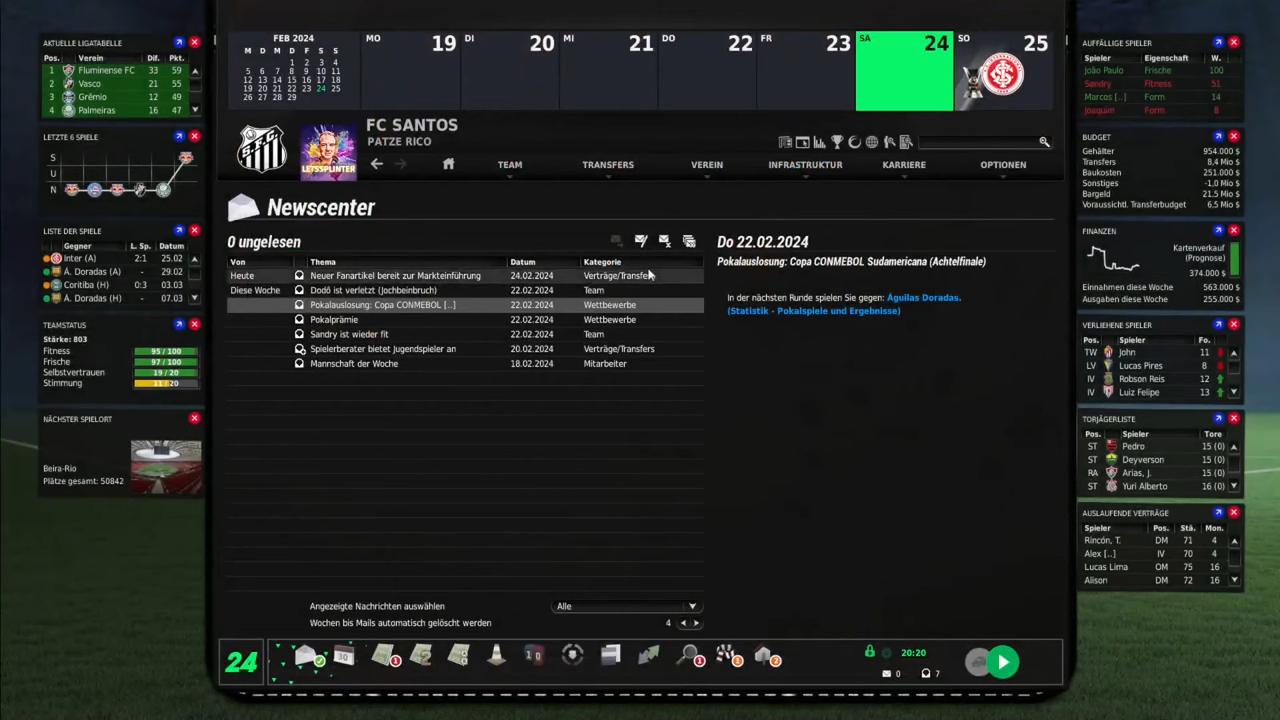 AKTUELLE LIGATABELLE
Pos. Verein Dif. Pkt.
1 Fluminense FC 33 59
2 Vasco 21 55
3 Grêmio 12 49
4 Palmeiras 16 47
LETZTE 6 SPIELE
S
U
N
LISTE DER SPIELE
Gegner L. Sp. Datum
Inter (A) 2:1 25.02
Á. Doradas (A) - 29.02
Coritiba (H) 0:3 03.03
Á. Doradas (H) - 07.03
TEAMSTATUS
Stärke: 803
Fitness 95 / 100
Frische 97 / 100
Selbstvertrauen 19 / 20
Stimmung 11 / 20
NÄCHSTER SPIELORT
Beira-Rio
Plätze gesamt: 50842
FEB 2024
M D M D F S S
1 2 3 4
5 6 7 8 9 10 11
12 13 14 15 16 17 18
19 20 21 22 23 24 25
26 27 28 29
MO 19 DI 20 MI 21 DO 22 FR 23 SA 24 SO 25
FC SANTOS
PATZE RICO
LETSSPLINTER
TEAM TRANSFERS VEREIN INFRASTRUKTUR KARRIERE OPTIONEN
Newscenter
0 ungelesen
Von Thema Datum Kategorie
Heute Neuer Fanartikel bereit zur Markteinführung 24.02.2024 Verträge/Transfers
Diese Woche Dodô ist verletzt (Jochbeinbruch) 22.02.2024 Team
Pokalauslosung: Copa CONMEBOL [..] 22.02.2024 Wettbewerbe
Pokalprämie 22.02.2024 Wettbewerbe
Sandry ist wieder fit 22.02.2024 Team
Spielerberater bietet Jugendspieler an 20.02.2024 Verträge/Transfers
Mannschaft der Woche 18.02.2024 Mitarbeiter
Do 22.02.2024
Pokalauslosung: Copa CONMEBOL Sudamericana (Achtelfinale)
In der nächsten Runde spielen Sie gegen: Águilas Doradas.
(Statistik - Pokalspiele und Ergebnisse)
Angezeigte Nachrichten auswählen Alle
Wochen bis Mails automatisch gelöscht werden 4
24 30 1 2 1 0 1 1 2
20:20
0 7
AUFFÄLLIGE SPIELER
Spieler Eigenschaft W.
João Paulo Frische 100
Sandry Fitness 51
Marcos [..] Form 14
Joaquim Form 8
BUDGET
Gehälter 954.000 $
Transfers 8,4 Mio $
Baukosten 251.000 $
Sonstiges -1,0 Mio $
Bargeld 21,5 Mio $
Voraussichtl. Transferbudget 6,5 Mio $
FINANZEN
Kartenverkauf
(Prognose)
374.000 $
Einnahmen diese Woche 563.000 $
Ausgaben diese Woche 255.000 $
VERLIEHENE SPIELER
Pos. Spieler Fo.
TW John 11
LV Lucas Pires 8
IV Robson Reis 12
IV Luiz Felipe 13
TORJÄGERLISTE
Pos. Spieler Tore
ST Pedro 15 (0)
ST Deyverson 15 (0)
RA Arias, J. 15 (0)
ST Yuri Alberto 16 (0)
AUSLAUFENDE VERTRÄGE
Spieler Pos. Stä. Mon.
Rincón, T. DM 71 4
Alex [..] IV 70 4
Lucas Lima OM 75 16
Alison DM 72 16